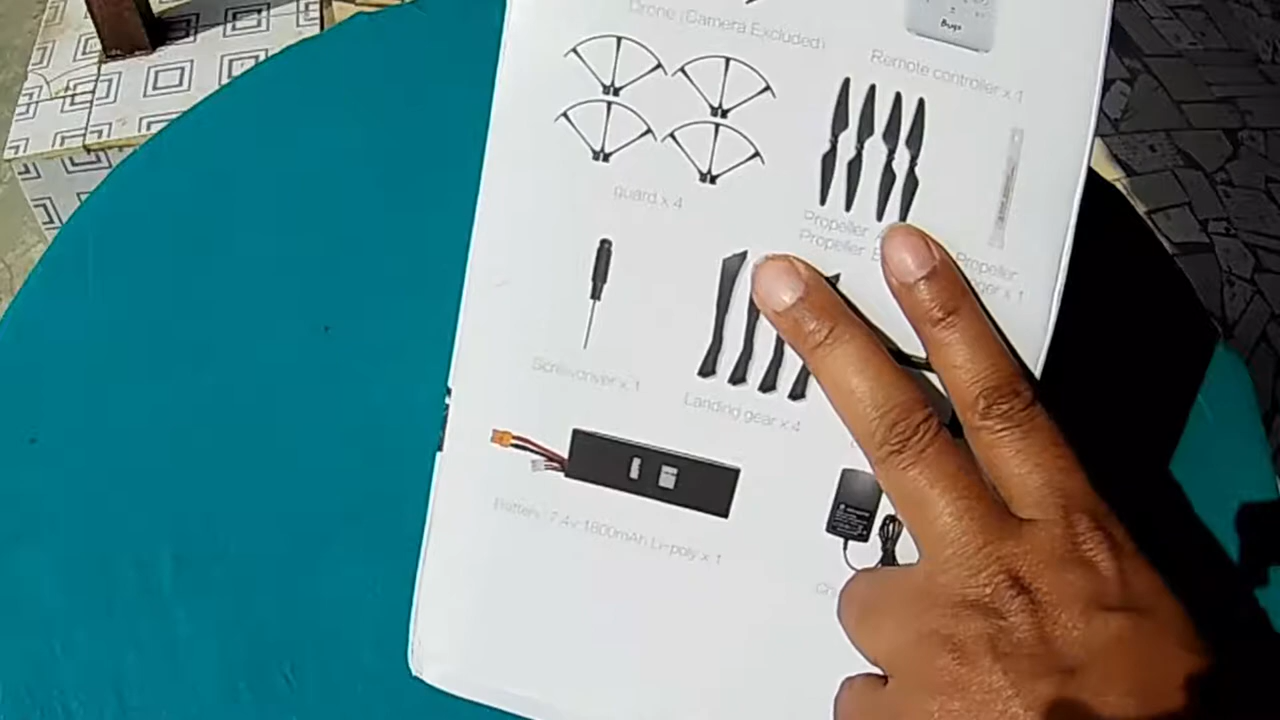 Drone (Camera Excluded)
Bugs
Remote controller x 1
guard x 4
Propeller
Propeller
Propeller
x 1
Screwdriver x 1
Landing gear x 4
Battery 7.4v 1800mAh Li-poly x 1